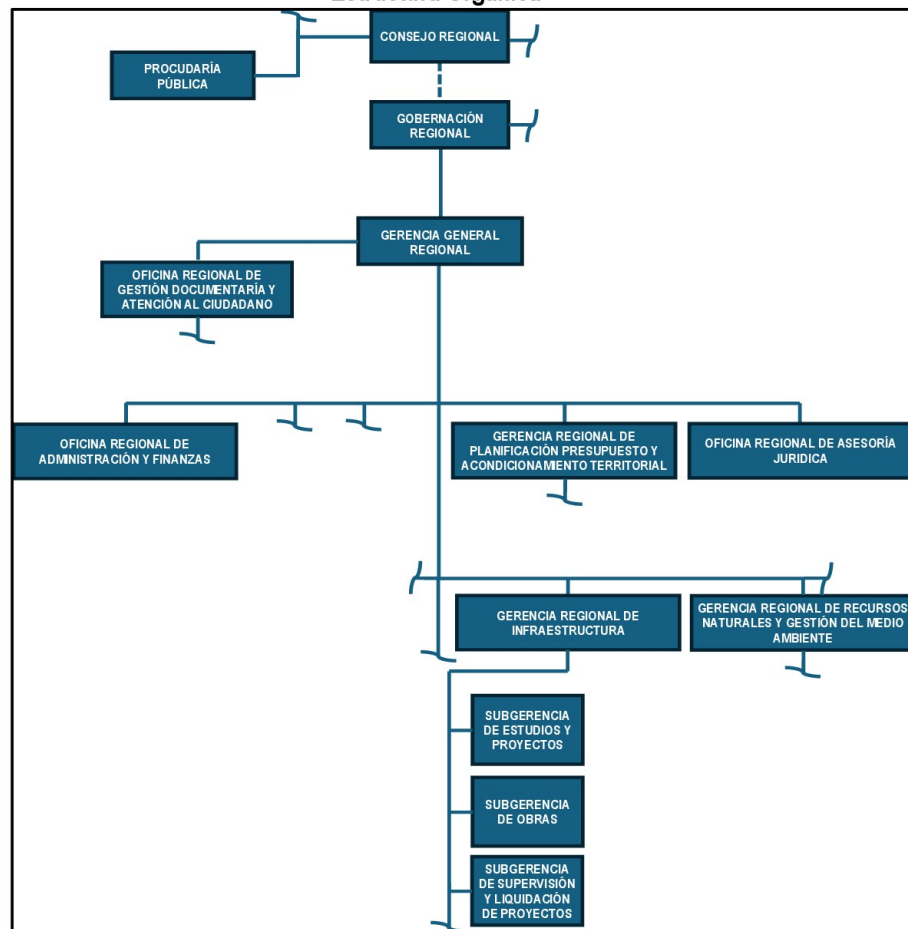 CONSEJO REGIONAL
PROCUDARÍA
PÚBLICA
GOBERNACIÓN
REGIONAL
GERENCIA GENERAL
REGIONAL
OFICINA REGIONAL DE
GESTIÓN DOCUMENTARÍA Y
ATENCIÓN AL CIUDADANO
OFICINA REGIONAL DE
ADMINISTRACIÓN Y FINANZAS
GERENCIA REGIONAL DE
PLANIFICACIÓN PRESUPUESTO Y
ACONDICIONAMIENTO TERRITORIAL
OFICINA REGIONAL DE ASESORÍA
JURIDICA
GERENCIA REGIONAL DE
INFRAESTRUCTURA
GERENCIA REGIONAL DE RECURSOS
NATURALES Y GESTIÓN DEL MEDIO
AMBIENTE
SUBGERENCIA
DE ESTUDIOS Y
PROYECTOS
SUBGERENCIA
DE OBRAS
SUBGERENCIA
DE SUPERVISIÓN
Y LIQUIDACIÓN
DE PROYECTOS